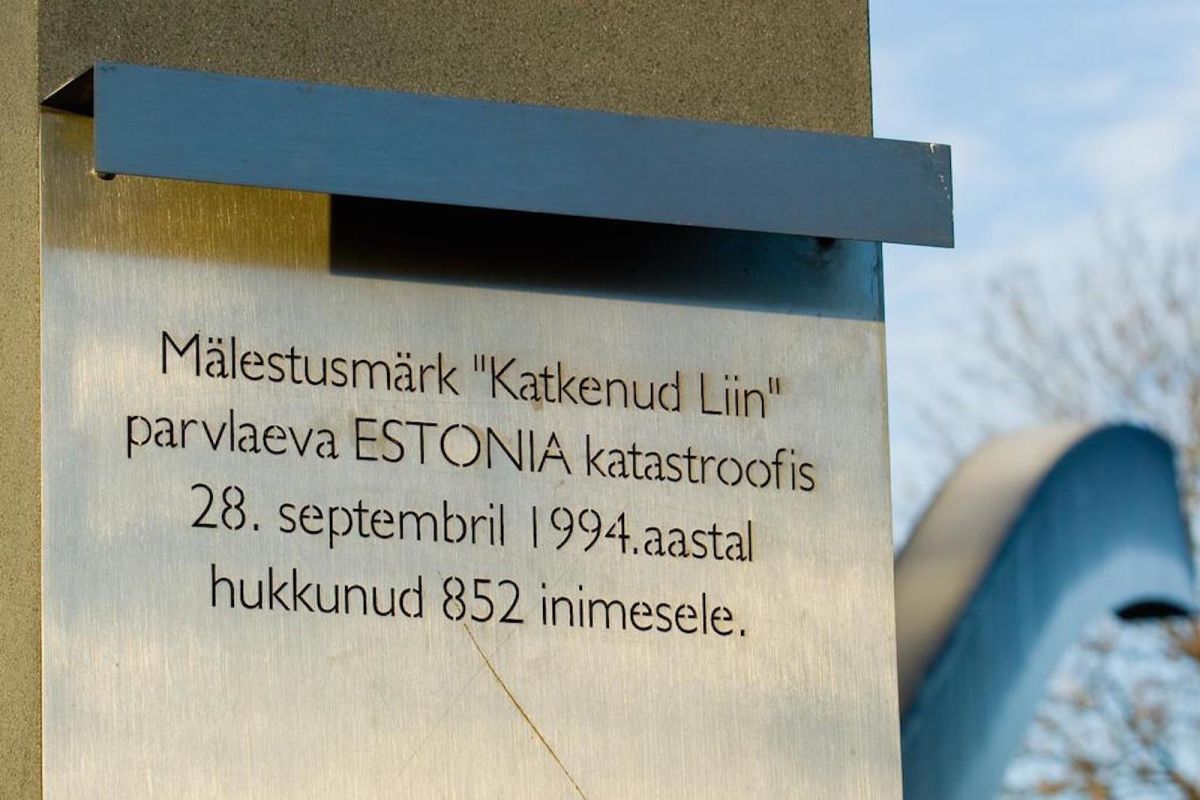 Mälestusmärk "Katkenud Liin"
parvlaeva ESTONIA katastroofis
28. septembril 1994.aastal
hukkunud 852 inimesele.